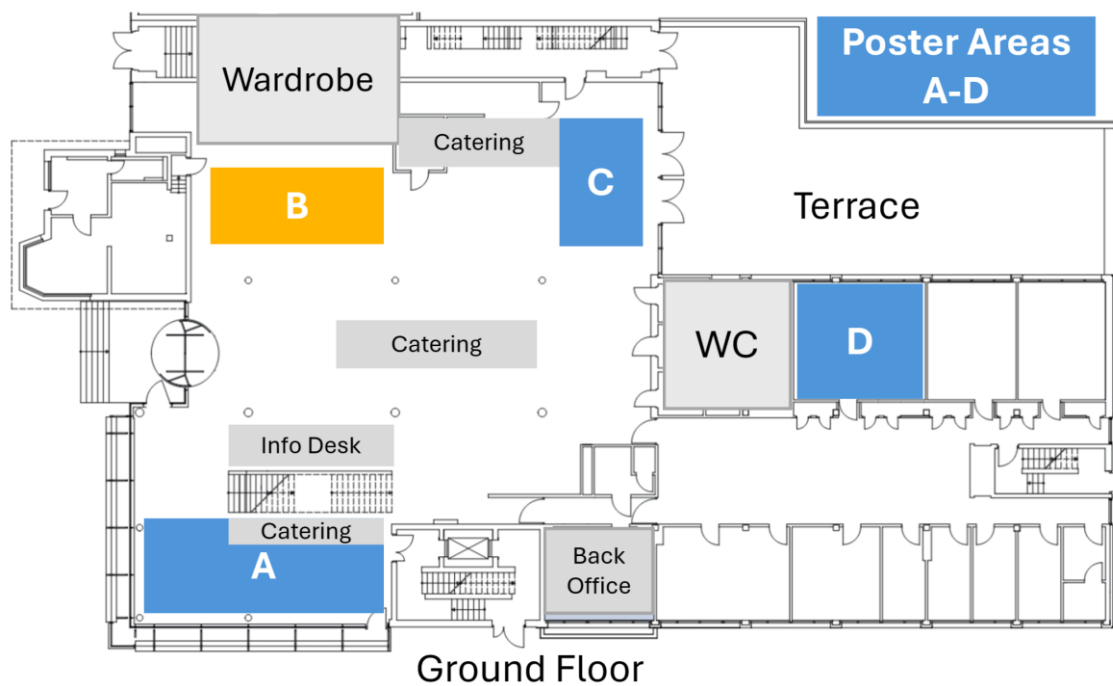 Poster Areas
A-D
Wardrobe
Catering
C
B
Terrace
Catering
WC
D
Info Desk
Catering
A
Back
Office
Ground Floor